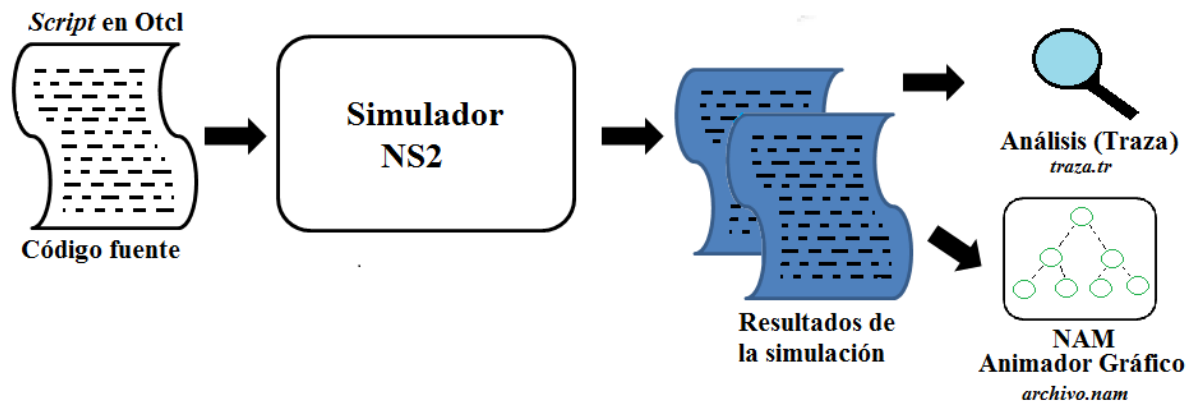 Script en Otcl
Código fuente
Simulador
NS2
Resultados de
la simulación
Análisis (Traza)
traza.tr
NAM
Animador Gráfico
archivo.nam